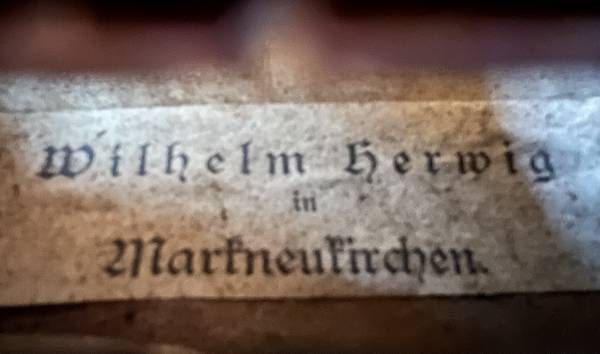 Wilhelm Herwig
in
Markneukirchen.